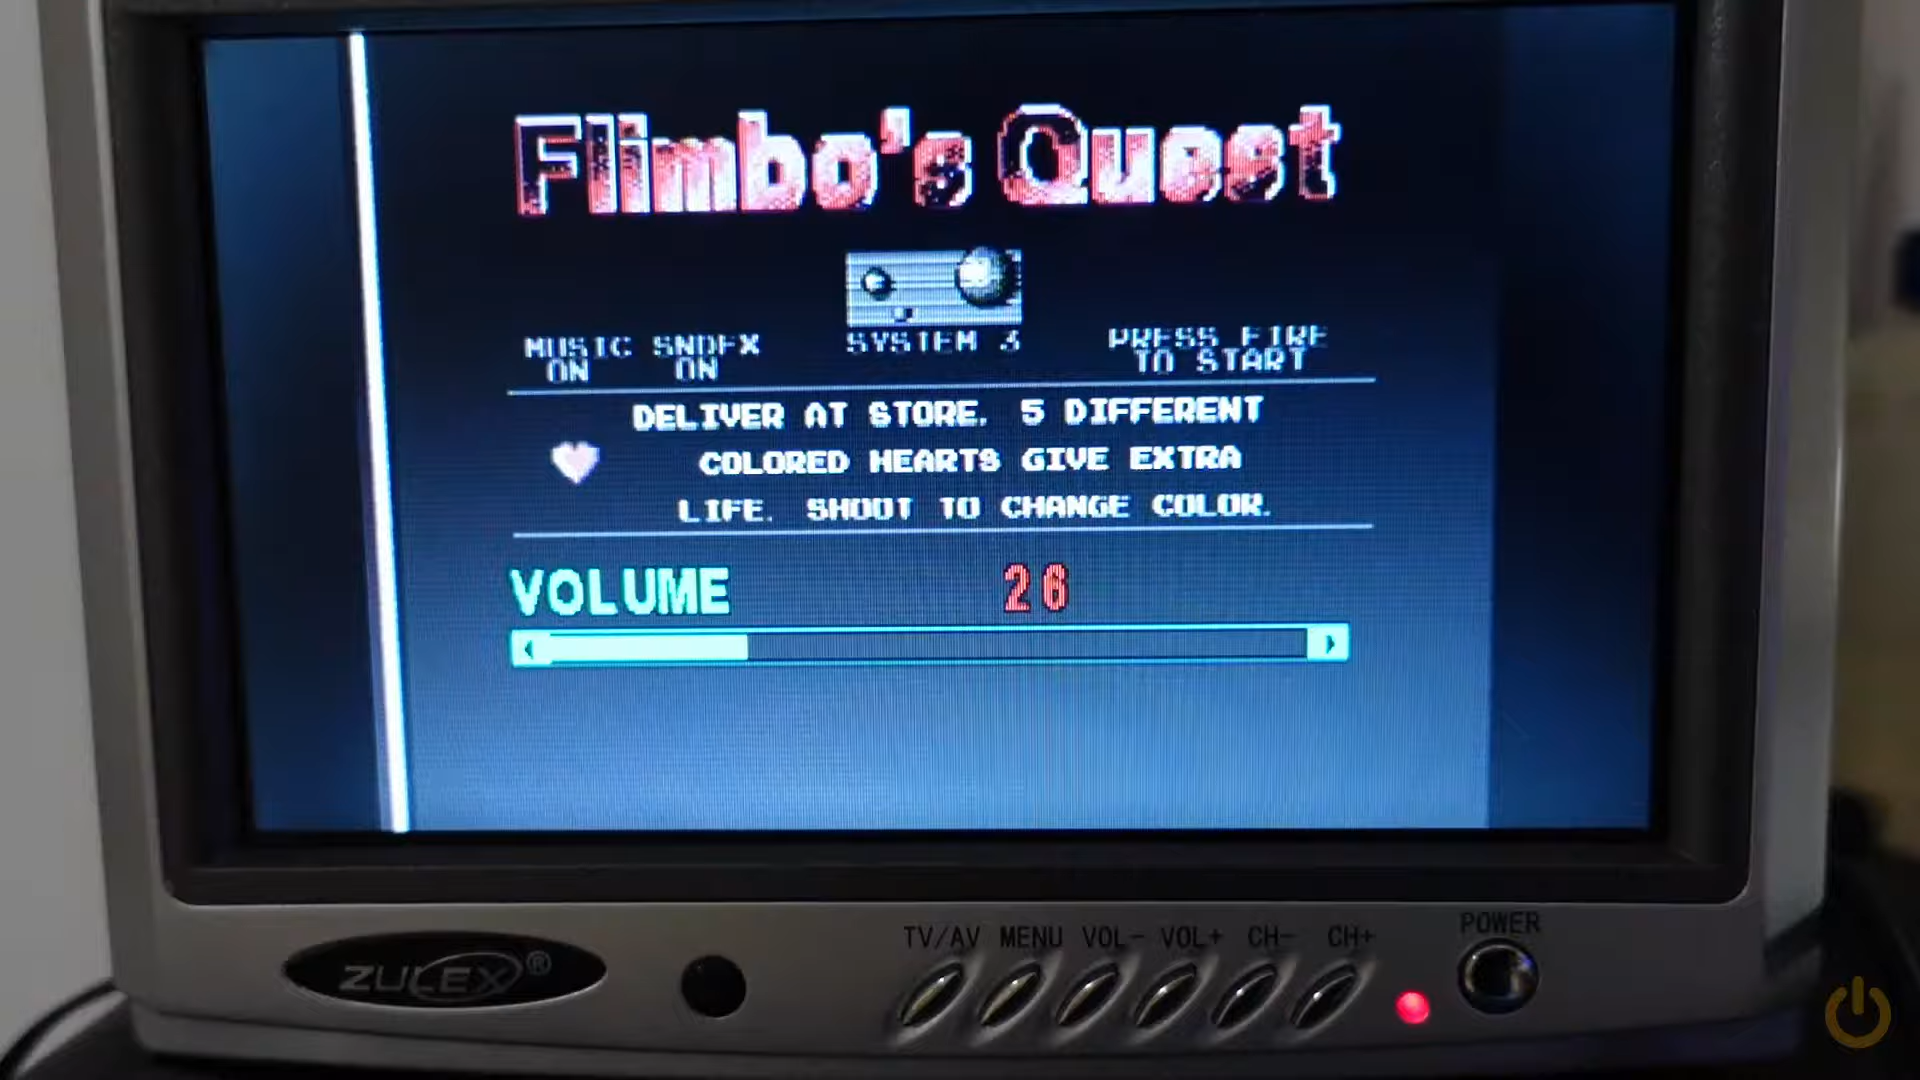 Flimbo's Quest
MUSIC SNDFX
ON ON
SYSTEM 3
PRESS FIRE
TO START
DELIVER AT STORE. 5 DIFFERENT
COLORED HEARTS GIVE EXTRA
LIFE. SHOOT TO CHANGE COLOR.
VOLUME 26
TV/AV MENU VOL- VOL+ CH- CH+ POWER
ZULEX®